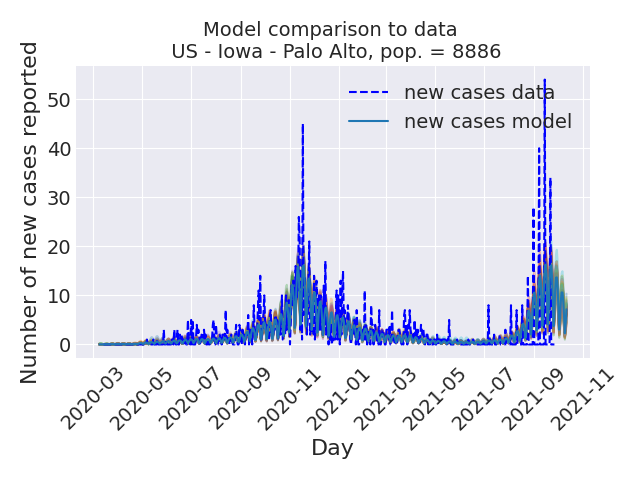 Model comparison to data
US - Iowa - Palo Alto, pop. = 8886
Number of new cases reported
50
40
30
20
10
0
new cases data
new cases model
2020-03
2020-05
2020-07
2020-09
2020-11
2021-01
2021-03
2021-05
2021-07
2021-09
2021-11
Day